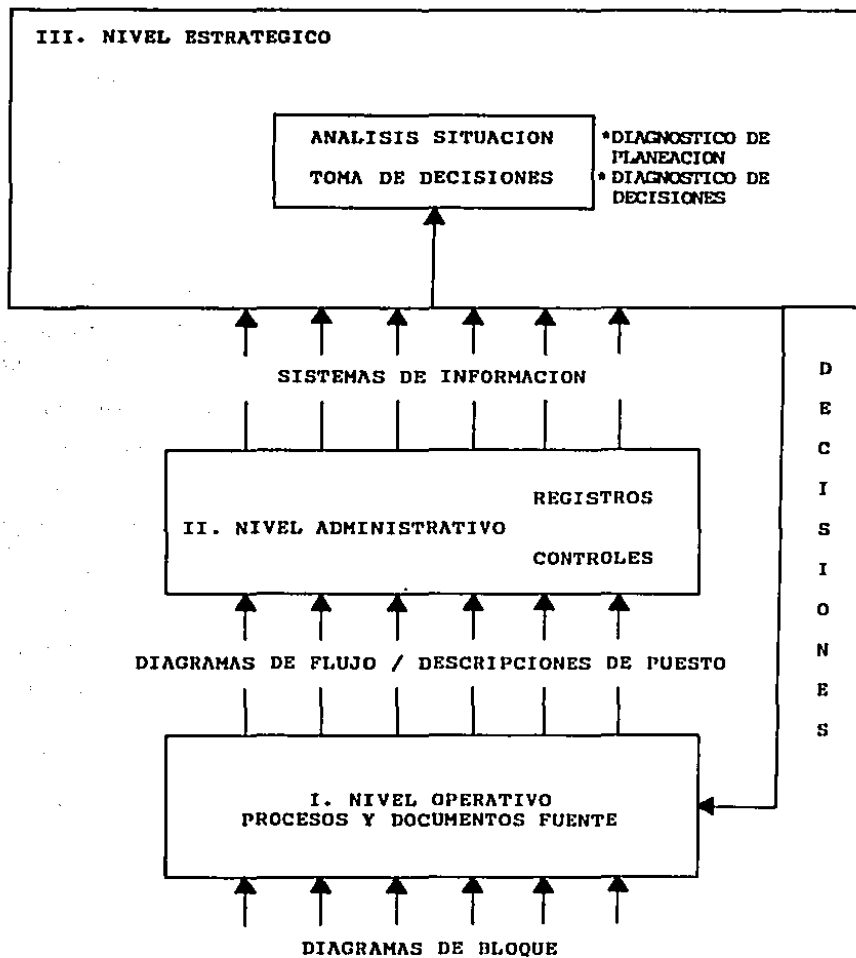 III. NIVEL ESTRATEGICO
ANALISIS SITUACION
TOMA DE DECISIONES
*DIAGNOSTICO DE
PLANEACION
*DIAGNOSTICO DE
DECISIONES
SISTEMAS DE INFORMACION
REGISTROS
II. NIVEL ADMINISTRATIVO
CONTROLES
DIAGRAMAS DE FLUJO / DESCRIPCIONES DE PUESTO
I. NIVEL OPERATIVO
PROCESOS Y DOCUMENTOS FUENTE
DIAGRAMAS DE BLOQUE
DECISIONES